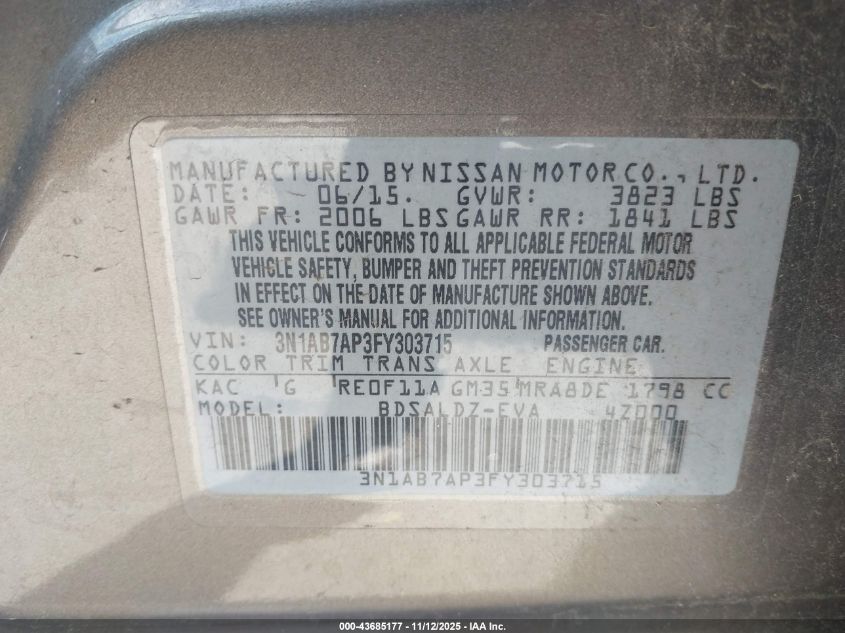 MANUFACTURED BY NISSAN MOTOR CO., LTD.
DATE: 06/15. GVWR: 3823 LBS
GAWR FR: 2006 LBS GAWR RR: 1841 LBS
THIS VEHICLE CONFORMS TO ALL APPLICABLE FEDERAL MOTOR
VEHICLE SAFETY, BUMPER AND THEFT PREVENTION STANDARDS
IN EFFECT ON THE DATE OF MANUFACTURE SHOWN ABOVE.
SEE OWNER'S MANUAL FOR ADDITIONAL INFORMATION.
VIN: 3N1AB7AP3FY303715 PASSENGER CAR.
COLOR TRIM TRANS AXLE ENGINE
KAC G RE0F11A GM35 MRA8DE 1798 CC
MODEL: BDSALDZ-EVA 4Z000
3N1AB7AP3FY303715
000-43685177 - 11/12/2025 - IAA Inc.